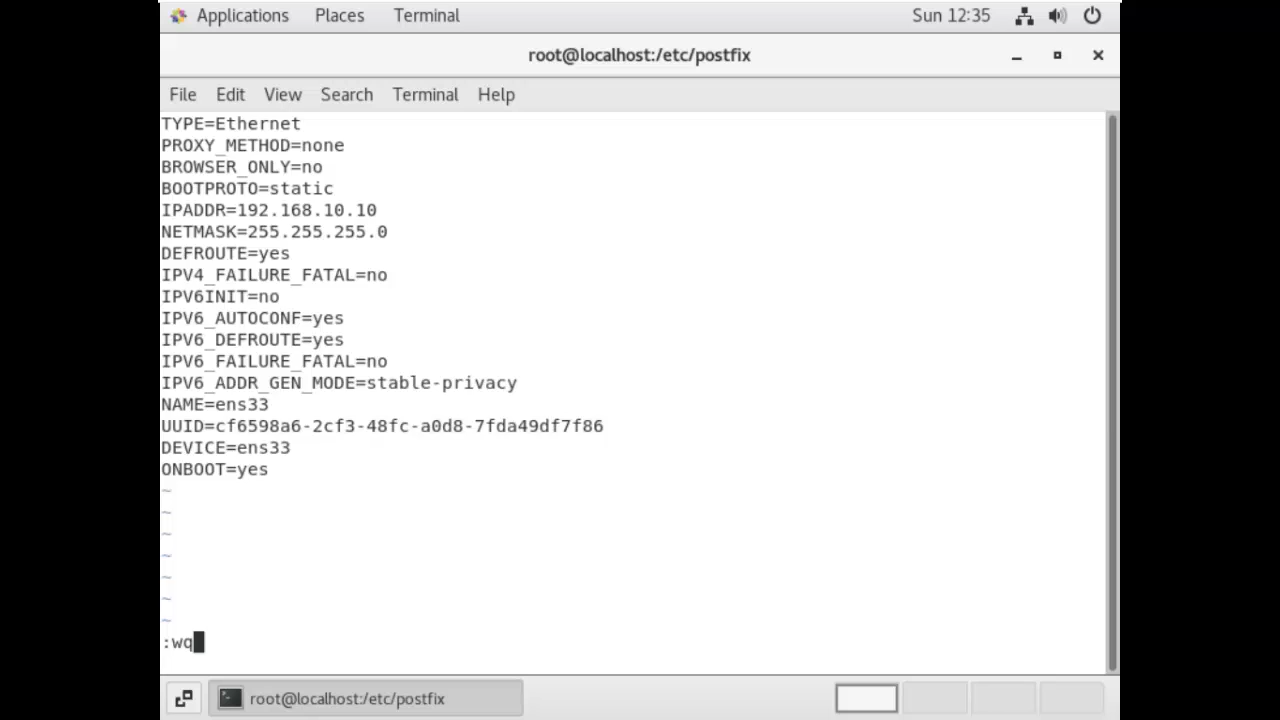 Applications Places Terminal Sun 12:35
root@localhost:/etc/postfix
File Edit View Search Terminal Help
TYPE=Ethernet
PROXY_METHOD=none
BROWSER_ONLY=no
BOOTPROTO=static
IPADDR=192.168.10.10
NETMASK=255.255.255.0
DEFROUTE=yes
IPV4_FAILURE_FATAL=no
IPV6INIT=no
IPV6_AUTOCONF=yes
IPV6_DEFROUTE=yes
IPV6_FAILURE_FATAL=no
IPV6_ADDR_GEN_MODE=stable-privacy
NAME=ens33
UUID=cf6598a6-2cf3-48fc-a0d8-7fda49df7f86
DEVICE=ens33
ONBOOT=yes
~
~
~
~
~
~
~
:wq
root@localhost:/etc/postfix